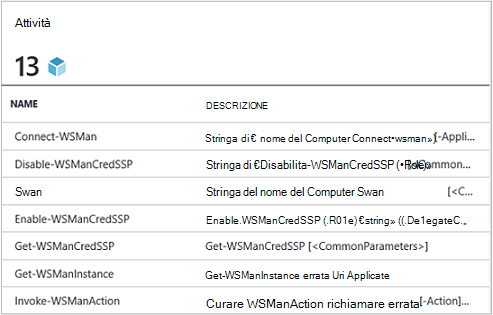 Attività
13
NAME DESCRIZIONE
Connect-WSMan Stringa di € nome del Computer Connect•wsman») [-Appli...
Disable-WSManCredSSP Stringa di €Disabilita-WSManCredSSP (•Role)» Common...
Swan Stringa del nome del Computer Swan [<C...
Enable-WSManCredSSP Enable.WSManCredSSP (.R01e) €string» ((.De1egateC.,
Get-WSManCredSSP Get-WSManCredSSP [<CommonParameters>]
Get-WSManInstance Get-WSManInstance errata Uri Applicate
Invoke-WSManAction Curare WSManAction richiamare errata [-Action]...